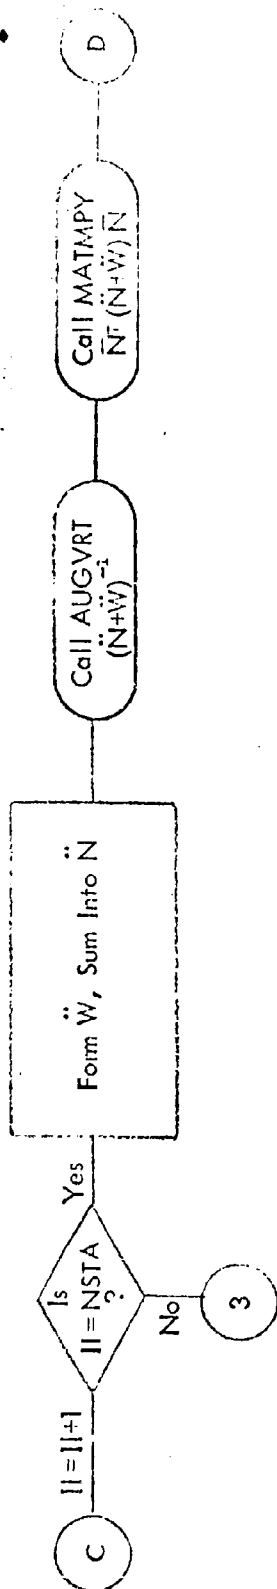 C
II = II+1
Is
II = NSTA
?
Yes
No
3
Form Ẅ, Sum Into N̈
Call AUGVRT
(N̈+Ẅ)⁻¹
Call MATMPY
N̄ᵀ (N̈+Ẅ) N̄
D